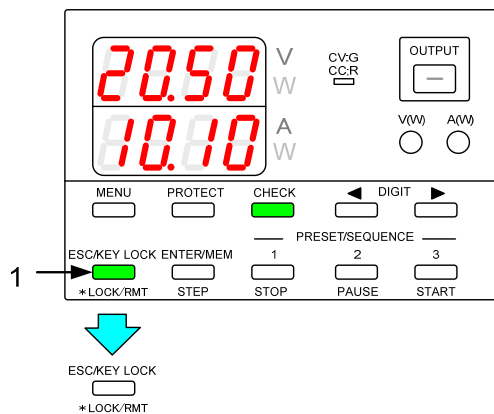 20.50 V
W
10.10 A
W
CV:G
CC:R
OUTPUT
V(W) A(W)
MENU PROTECT CHECK ◀ DIGIT ▶
PRESET/SEQUENCE
ESC/KEY LOCK ENTER/MEM 1 2 3
1
*LOCK/RMT STEP STOP PAUSE START
ESC/KEY LOCK
*LOCK/RMT